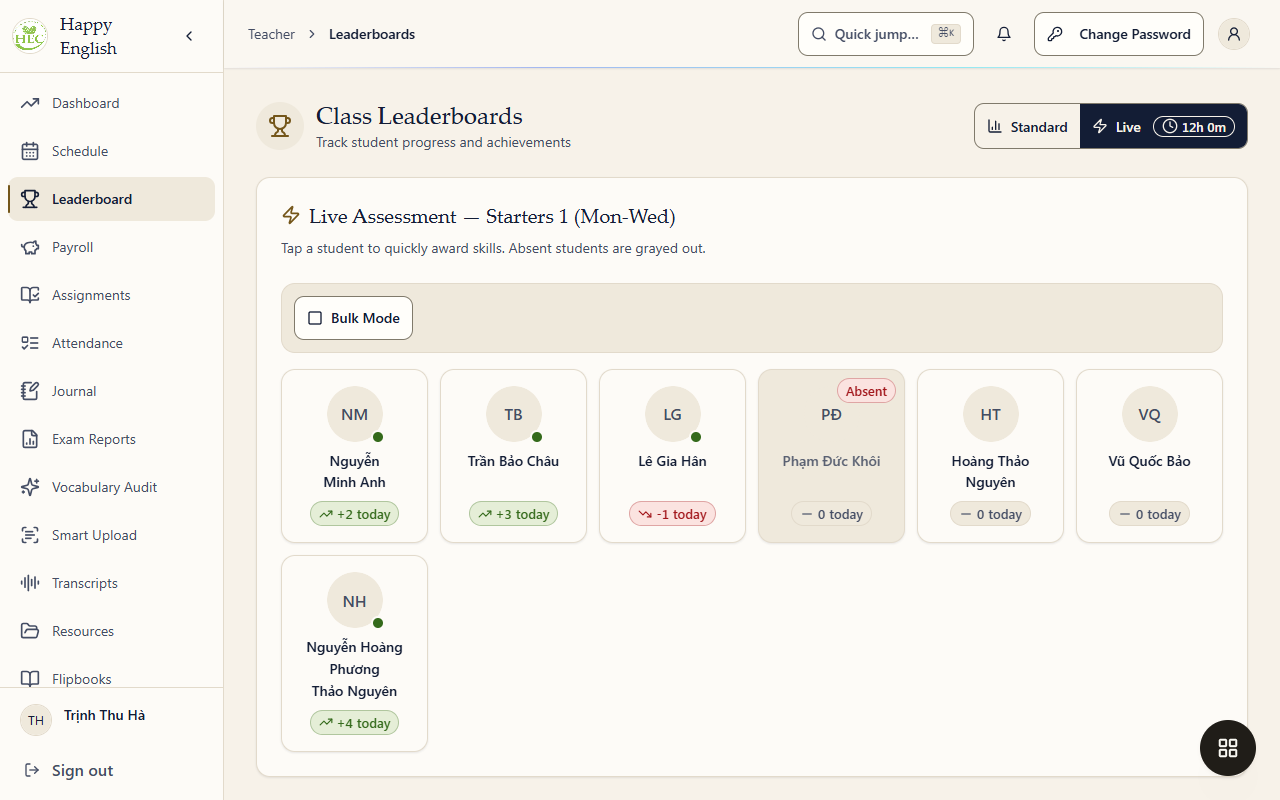 HEC
Happy
English
Teacher
Leaderboards
Quick jump...
⌘K
Change Password
Dashboard
Schedule
Leaderboard
Payroll
Assignments
Attendance
Journal
Exam Reports
Vocabulary Audit
Smart Upload
Transcripts
Resources
Flipbooks
TH
Trịnh Thu Hà
Sign out
Class Leaderboards
Track student progress and achievements
Standard
Live
12h 0m
Live Assessment — Starters 1 (Mon-Wed)
Tap a student to quickly award skills. Absent students are grayed out.
Bulk Mode
NM
Nguyễn
Minh Anh
+2 today
TB
Trần Bảo Châu
+3 today
LG
Lê Gia Hân
-1 today
Absent
PĐ
Phạm Đức Khôi
0 today
HT
Hoàng Thảo
Nguyên
0 today
VQ
Vũ Quốc Bảo
0 today
NH
Nguyễn Hoàng
Phương
Thảo Nguyên
+4 today